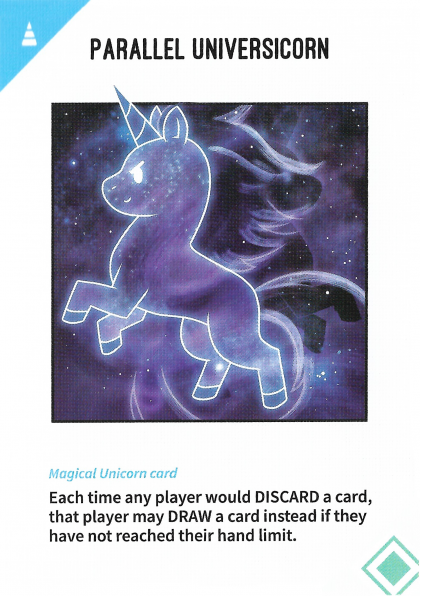 PARALLEL UNIVERSICORN
Magical Unicorn card
Each time any player would DISCARD a card,
that player may DRAW a card instead if they
have not reached their hand limit.